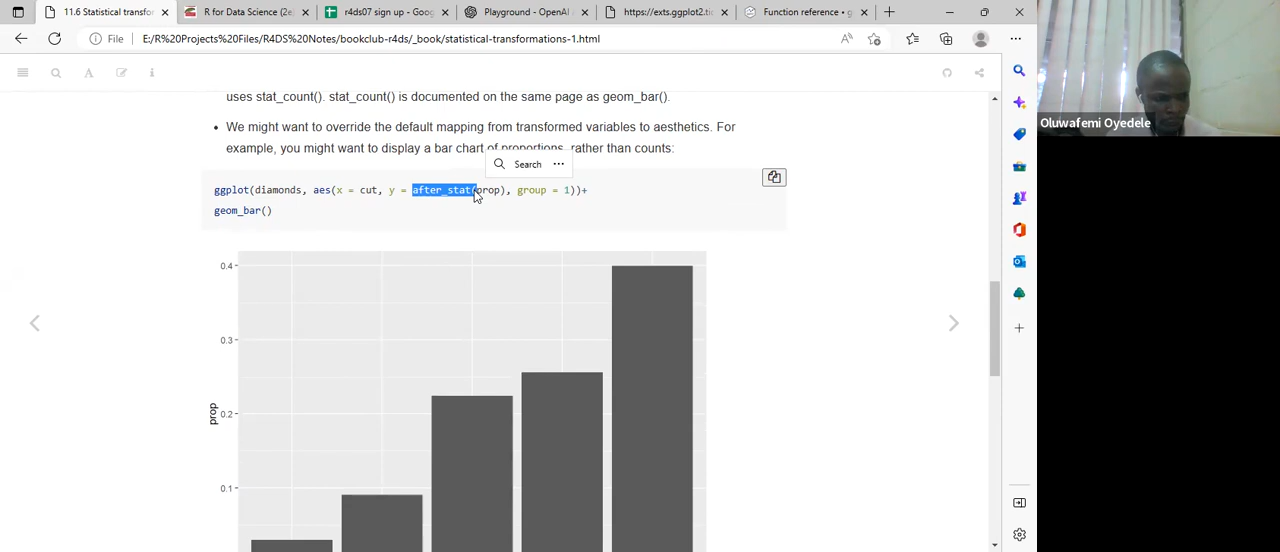 11.6 Statistical transfor
R for Data Science (2e)
r4ds07 sign up - Goog
Playground - OpenAI a
https://exts.ggplot2.tid
Function reference • g
File
E:/R%20Projects%20Files/R4DS%20Notes/bookclub-r4ds/_book/statistical-transformations-1.html
uses stat_count(). stat_count() is documented on the same page as geom_bar().
• We might want to override the default mapping from transformed variables to aesthetics. For
example, you might want to display a bar chart of proportions, rather than counts:
Search
ggplot(diamonds, aes(x = cut, y = after_stat(prop), group = 1))+
geom_bar()
0.4
0.3
0.2
0.1
prop
Oluwafemi Oyedele